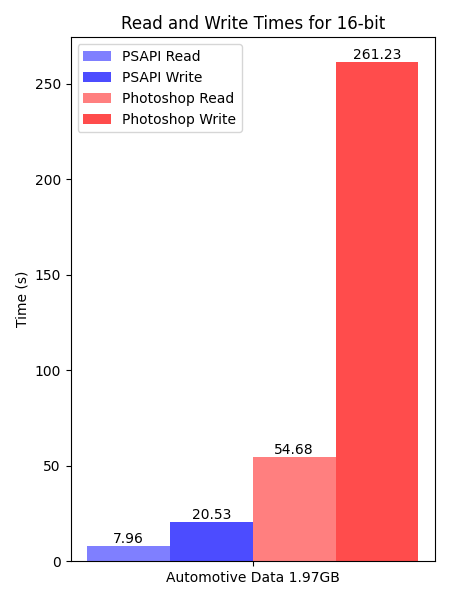 Read and Write Times for 16-bit
PSAPI Read
PSAPI Write
Photoshop Read
Photoshop Write
261.23
250
200
150
100
50
0
Time (s)
54.68
20.53
7.96
Automotive Data 1.97GB